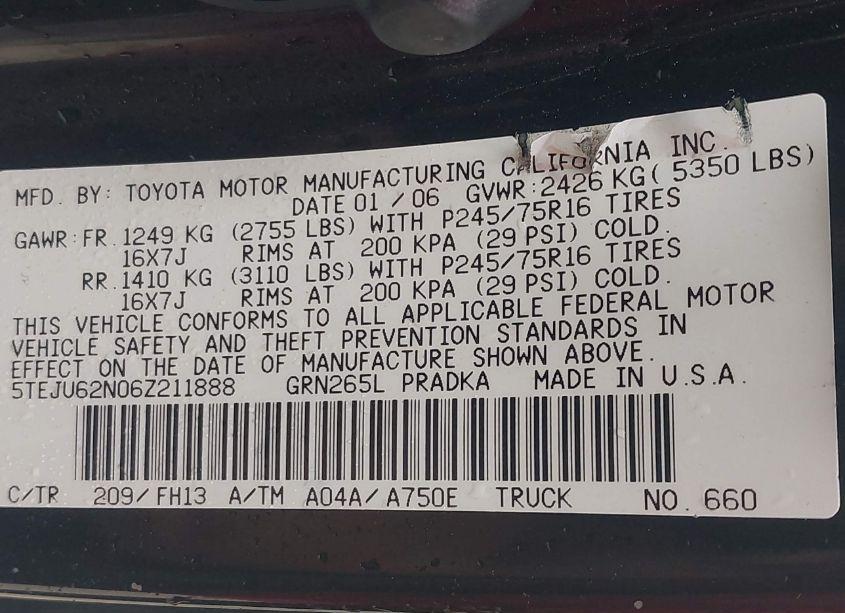 MFD. BY: TOYOTA MOTOR MANUFACTURING CALIFORNIA INC.
DATE 01 / 06 GVWR: 2426 KG ( 5350 LBS)
GAWR: FR. 1249 KG (2755 LBS) WITH P245/75R16 TIRES
16X7J RIMS AT 200 KPA (29 PSI) COLD.
RR. 1410 KG (3110 LBS) WITH P245/75R16 TIRES
16X7J RIMS AT 200 KPA (29 PSI) COLD.
THIS VEHICLE CONFORMS TO ALL APPLICABLE FEDERAL MOTOR
VEHICLE SAFETY AND THEFT PREVENTION STANDARDS IN
EFFECT ON THE DATE OF MANUFACTURE SHOWN ABOVE.
5TEJU62N06Z211888 GRN265L PRADKA MADE IN U.S.A.
C/TR 209/ FH13 A/TM A04A/ A750E TRUCK NO. 660